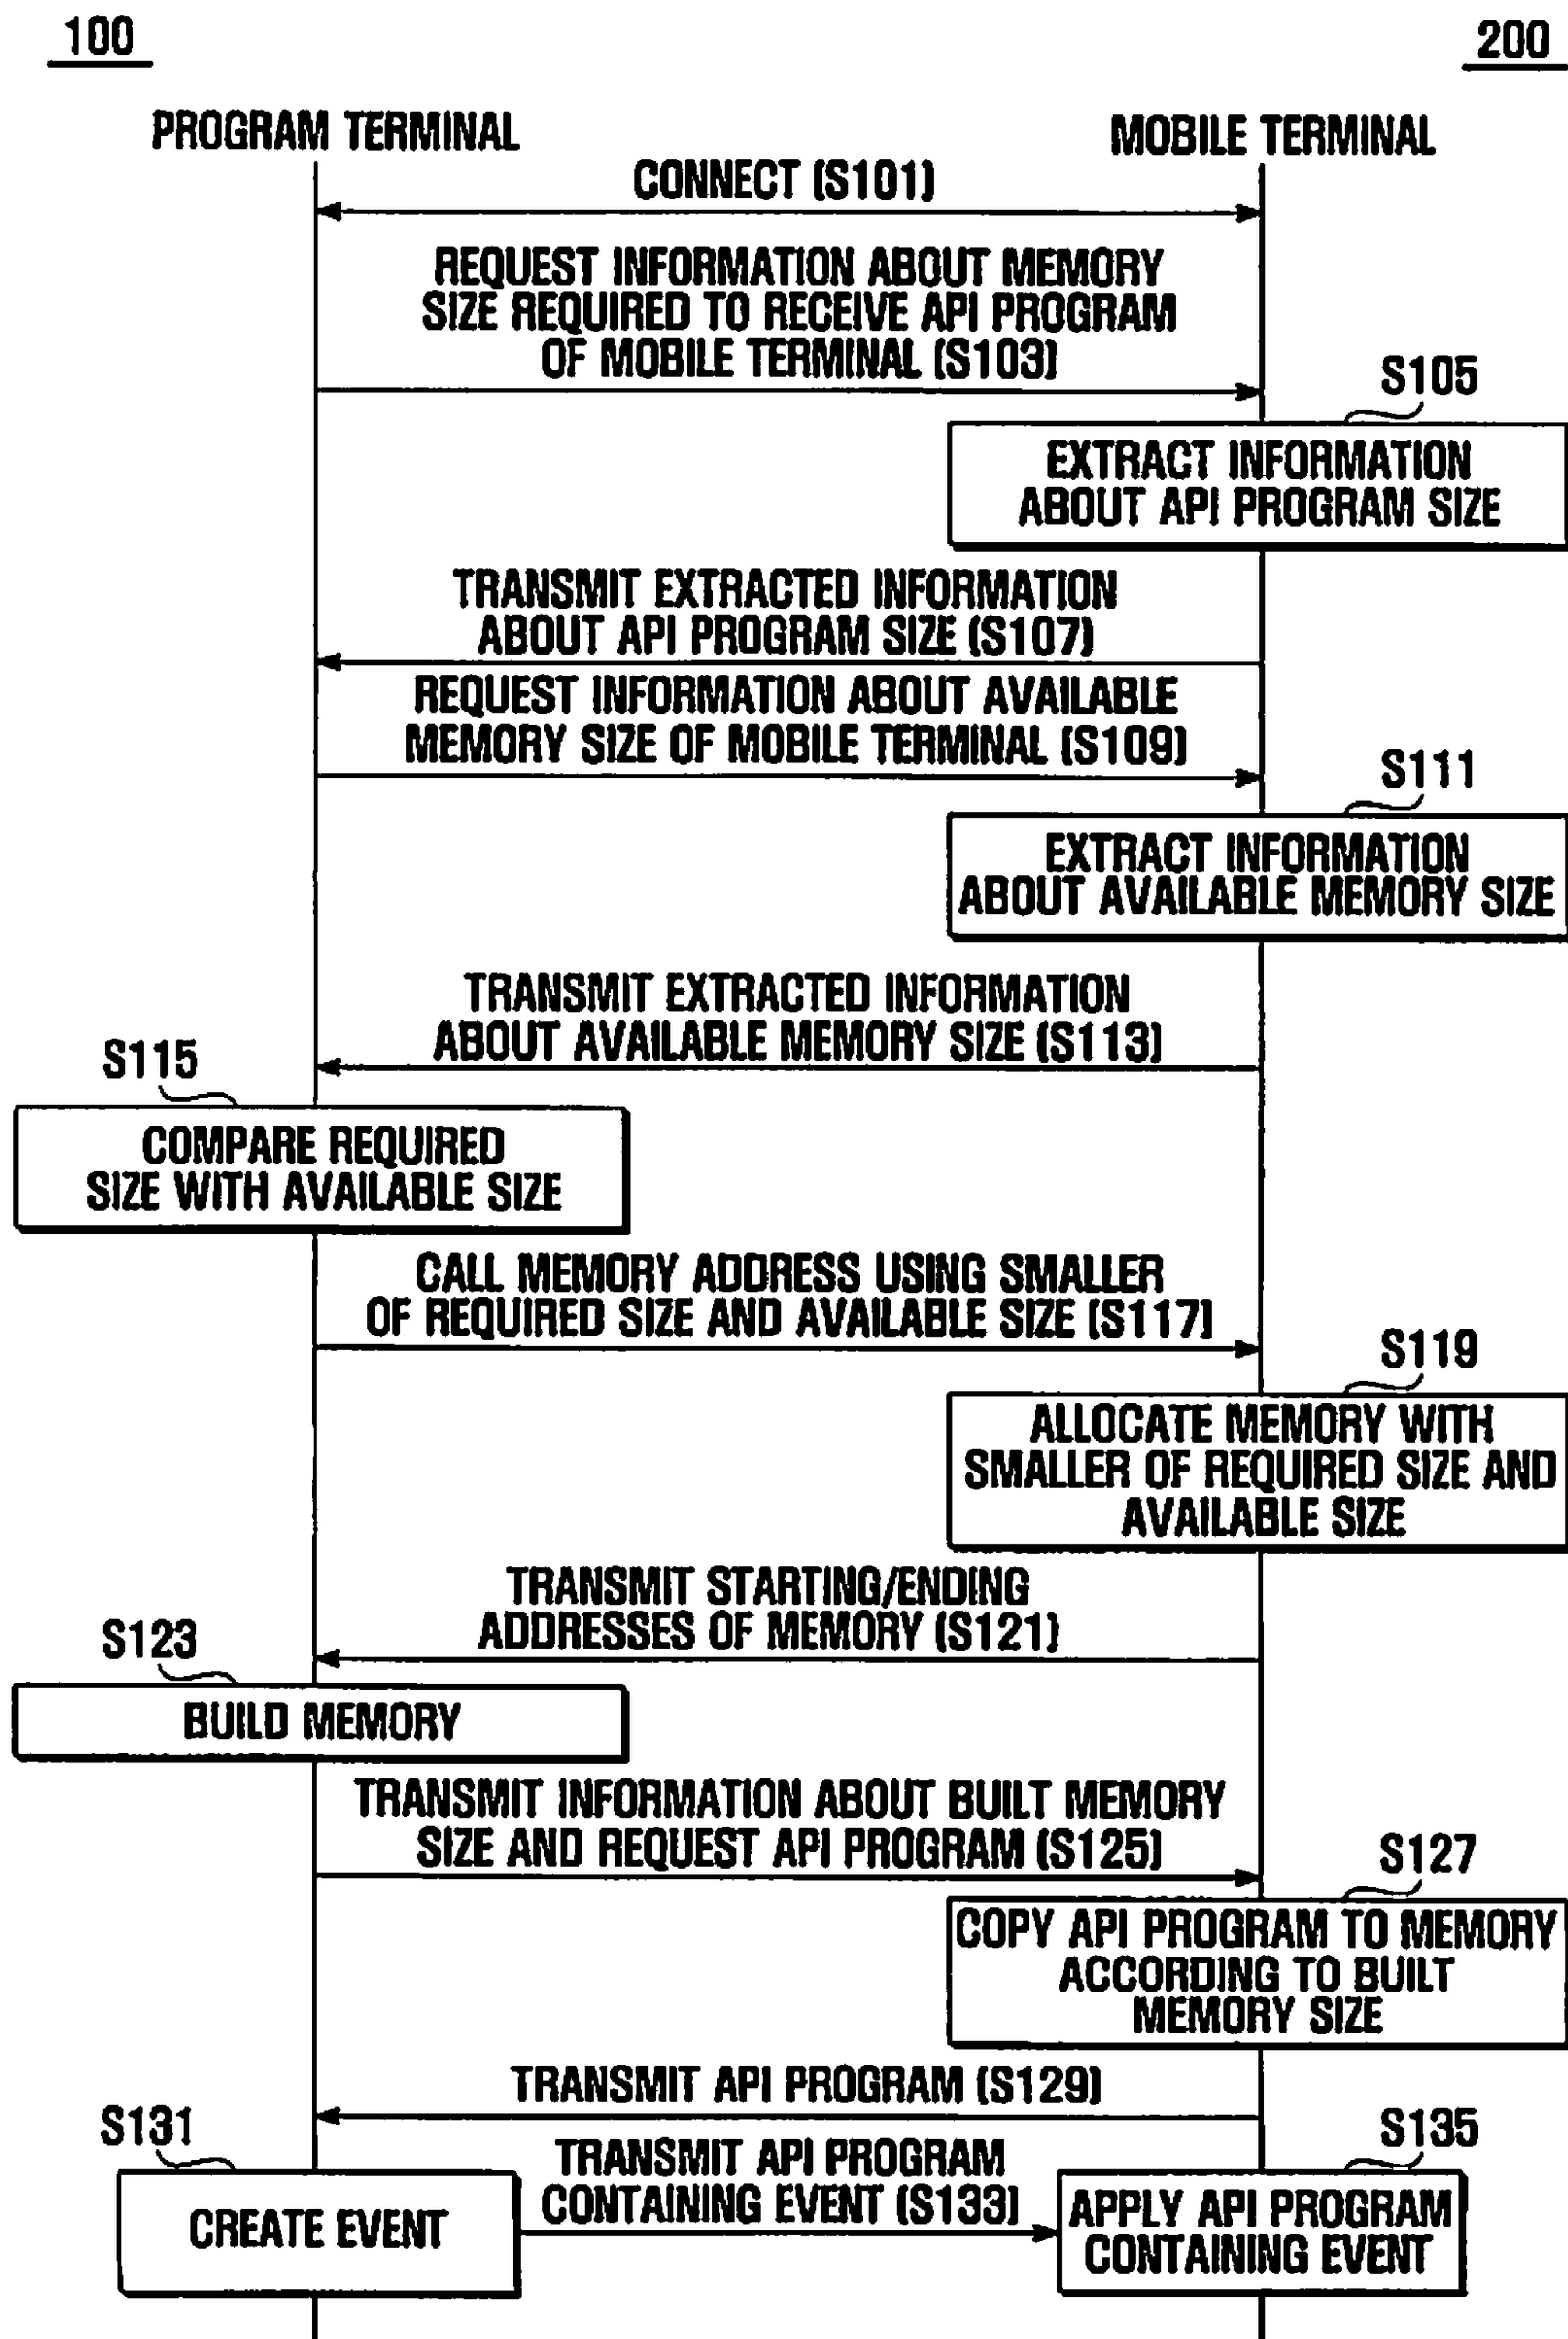 100
200
PROGRAM TERMINAL
MOBILE TERMINAL
CONNECT (S101)
REQUEST INFORMATION ABOUT MEMORY
SIZE REQUIRED TO RECEIVE API PROGRAM
OF MOBILE TERMINAL (S103)
S105
EXTRACT INFORMATION
ABOUT API PROGRAM SIZE
TRANSMIT EXTRACTED INFORMATION
ABOUT API PROGRAM SIZE (S107)
REQUEST INFORMATION ABOUT AVAILABLE
MEMORY SIZE OF MOBILE TERMINAL (S109)
S111
EXTRACT INFORMATION
ABOUT AVAILABLE MEMORY SIZE
TRANSMIT EXTRACTED INFORMATION
ABOUT AVAILABLE MEMORY SIZE (S113)
S115
COMPARE REQUIRED
SIZE WITH AVAILABLE SIZE
CALL MEMORY ADDRESS USING SMALLER
OF REQUIRED SIZE AND AVAILABLE SIZE (S117)
S119
ALLOCATE MEMORY WITH
SMALLER OF REQUIRED SIZE AND
AVAILABLE SIZE
TRANSMIT STARTING/ENDING
ADDRESSES OF MEMORY (S121)
S123
BUILD MEMORY
TRANSMIT INFORMATION ABOUT BUILT MEMORY
SIZE AND REQUEST API PROGRAM (S125)
S127
COPY API PROGRAM TO MEMORY
ACCORDING TO BUILT
MEMORY SIZE
TRANSMIT API PROGRAM (S129)
S131
CREATE EVENT
TRANSMIT API PROGRAM
CONTAINING EVENT (S133)
S135
APPLY API PROGRAM
CONTAINING EVENT